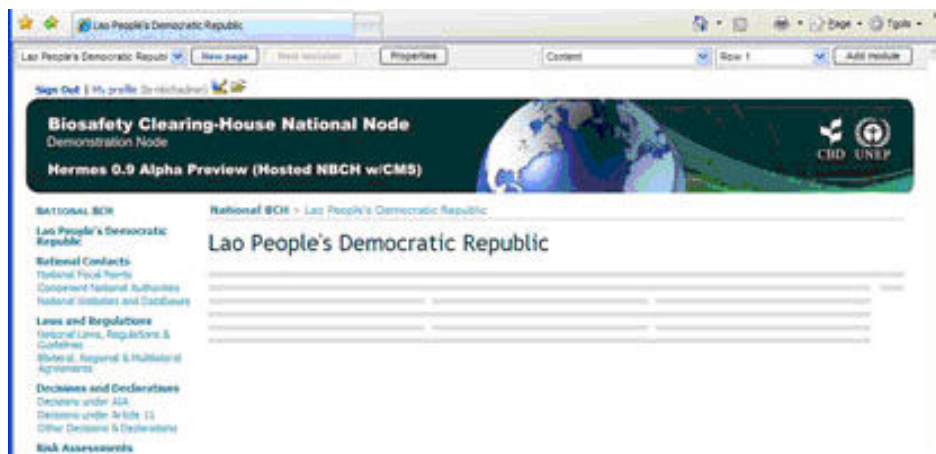 Lao People's Democratic Republic
Page
Tools
Lao People's Democratic Republi
New page
Properties
Content
Row 1
Add module
Sign Out | My profile
Biosafety Clearing-House National Node
Demonstration Node
Hermes 0.9 Alpha Preview (Hosted NBCH w/CMS)
CBD UNEP
NATIONAL BCH
National BCH > Lao People's Democratic Republic
Lao People's Democratic
Republic
Lao People's Democratic Republic
National Contacts
National Focal Points
Competent National Authorities
National Websites and Databases
Laws and Regulations
National Laws, Regulations &
Guidelines
Bilateral, Regional & Multilateral
Agreements
Decisions and Declarations
Decisions under AIA
Decisions under Article 11
Other Decisions & Declarations
Risk Assessments